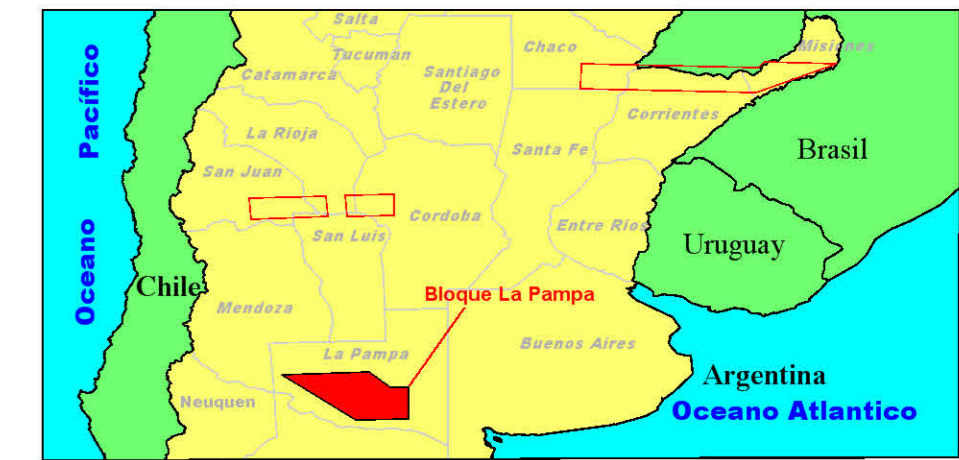 Salta
Tucumán
Chaco
Misiones
Catamarca
Santiago
Del
Estero
Corrientes
La Rioja
Santa Fe
San Juan
Brasil
Pacífico
Oceano
Cordoba
San Luis
Entre Rios
Uruguay
Chile
Bloque La Pampa
Mendoza
La Pampa
Buenos Aires
Neuquen
Argentina
Oceano Atlantico